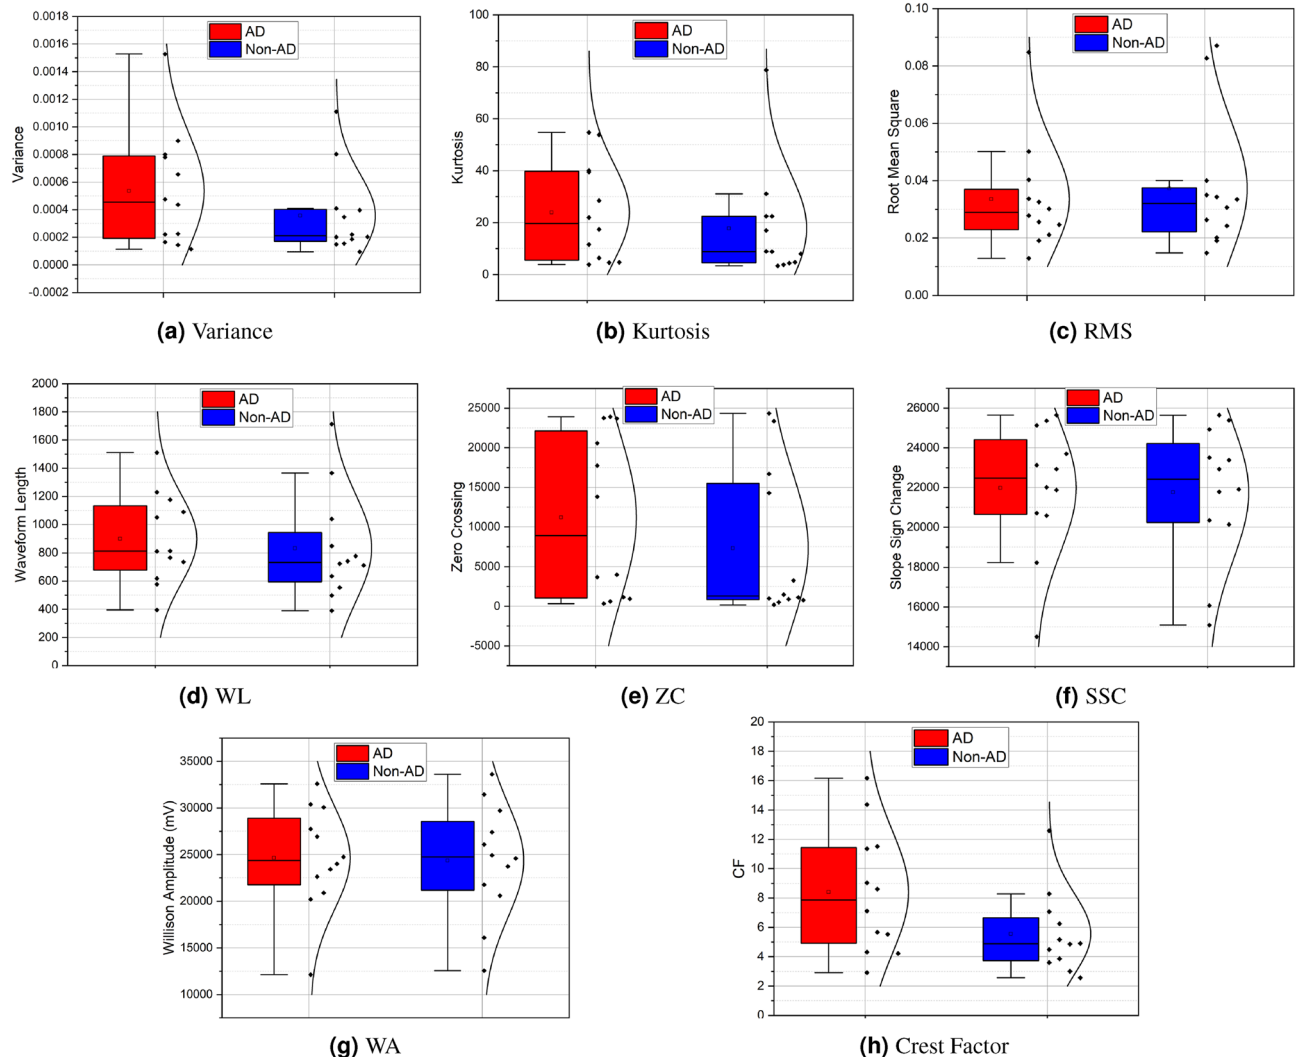 0.0018
0.0016
0.0014
0.0012
0.0010
0.0008
0.0006
0.0004
0.0002
0.0000
-0.0002
Variance
AD
Non-AD
(a) Variance
100
80
60
40
20
0
Kurtosis
AD
Non-AD
(b) Kurtosis
0.10
0.08
0.06
0.04
0.02
0.00
Root Mean Square
AD
Non-AD
(c) RMS
2000
1800
1600
1400
1200
1000
800
600
400
200
0
Waveform Length
AD
Non-AD
(d) WL
25000
20000
15000
10000
5000
0
-5000
Zero Crossing
AD
Non-AD
(e) ZC
26000
24000
22000
20000
18000
16000
14000
Slope Sign Change
AD
Non-AD
(f) SSC
35000
30000
25000
20000
15000
10000
Willison Amplitude (mV)
AD
Non-AD
(g) WA
20
18
16
14
12
10
8
6
4
2
0
CF
AD
Non-AD
(h) Crest Factor